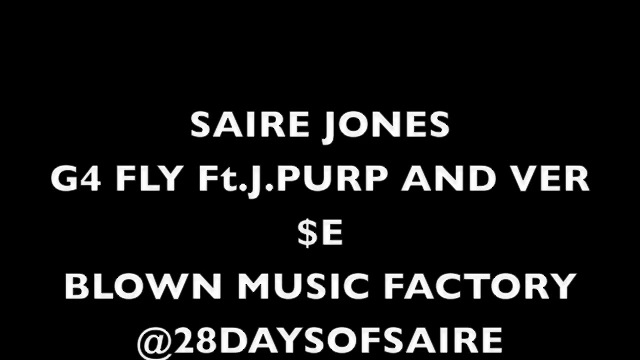 SAIRE JONES
G4 FLY Ft.J.PURP AND VER
$E
BLOWN MUSIC FACTORY
@28DAYSOFSAIRE